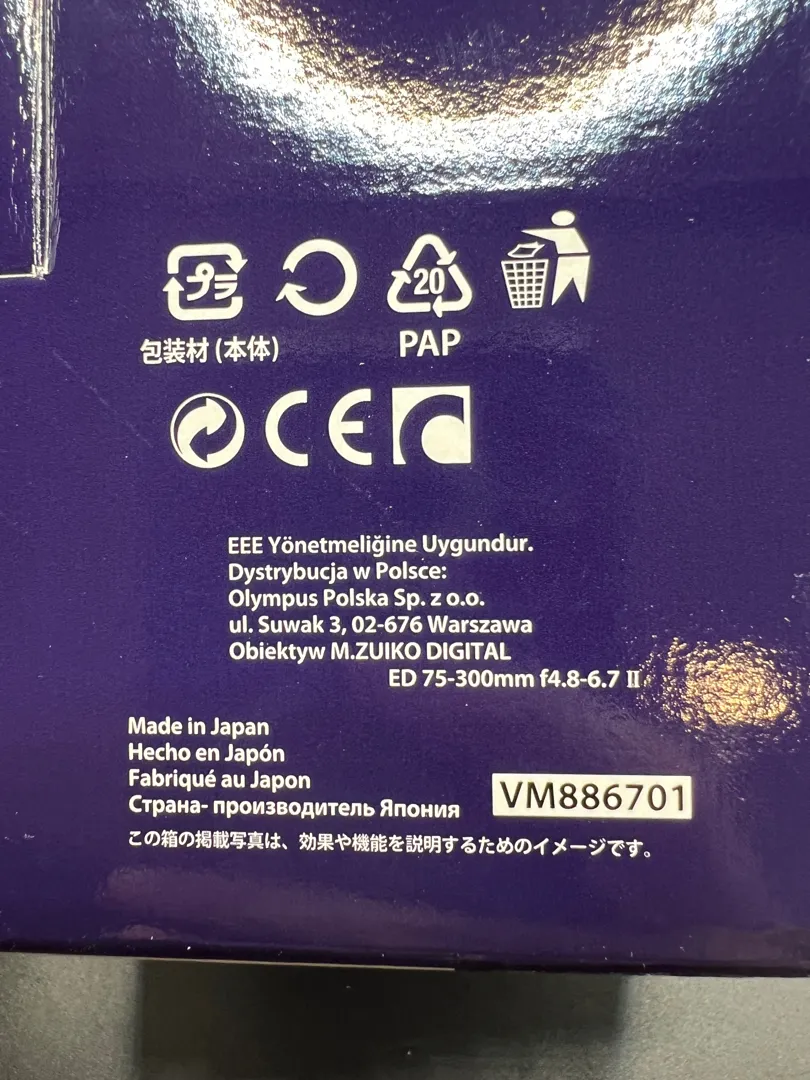 プラ
20
包装材 (本体)
PAP
CE
EEE Yönetmeliğine Uygundur.
Dystrybucja w Polsce:
Olympus Polska Sp. z o.o.
ul. Suwak 3, 02-676 Warszawa
Obiektyw M.ZUIKO DIGITAL
ED 75-300mm f4.8-6.7 II
Made in Japan
Hecho en Japón
Fabriqué au Japon
Страна- производитель Япония
VM886701
この箱の掲載写真は、効果や機能を説明するためのイメージです。